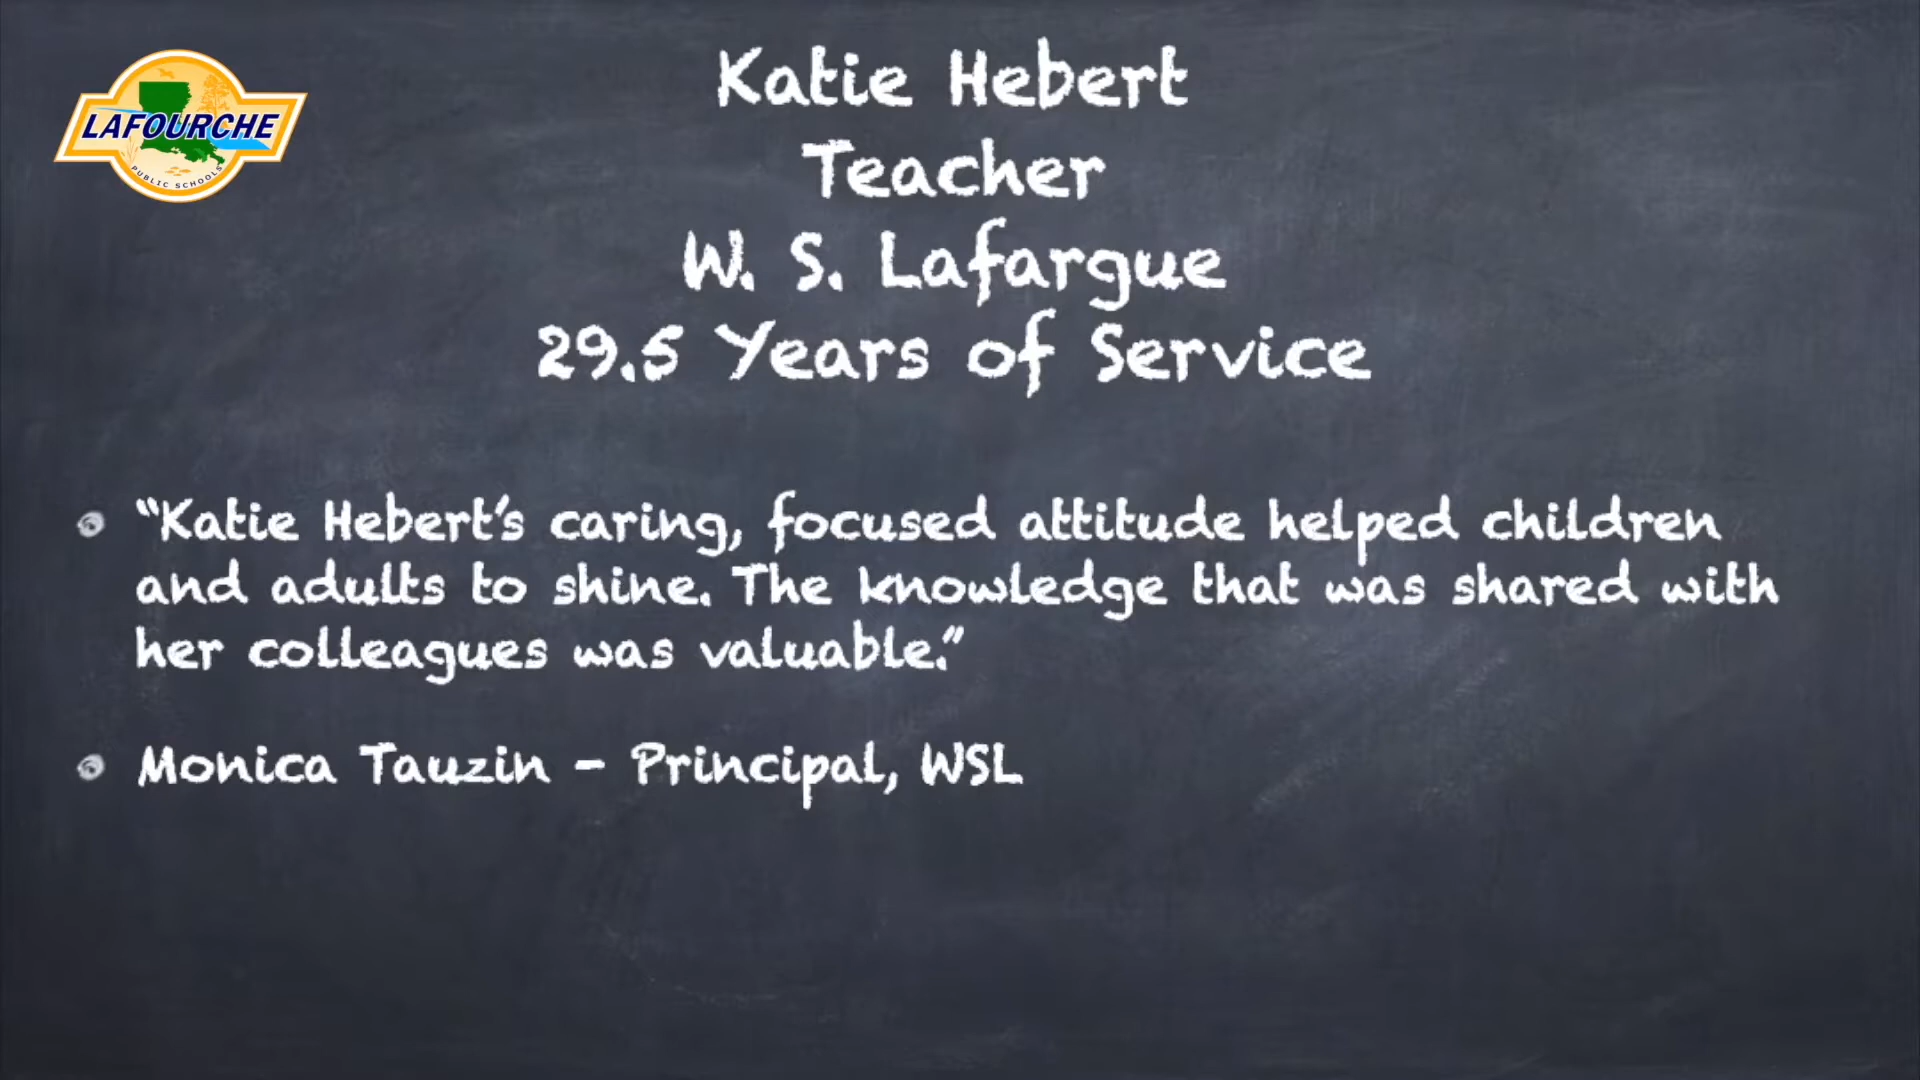 LAFOURCHE
PUBLIC SCHOOLS
Katie Hebert
Teacher
W. S. Lafargue
29.5 Years of Service
“Katie Hebert’s caring, focused attitude helped children
and adults to shine. The knowledge that was shared with
her colleagues was valuable.”
Monica Tauzin - Principal, WSL